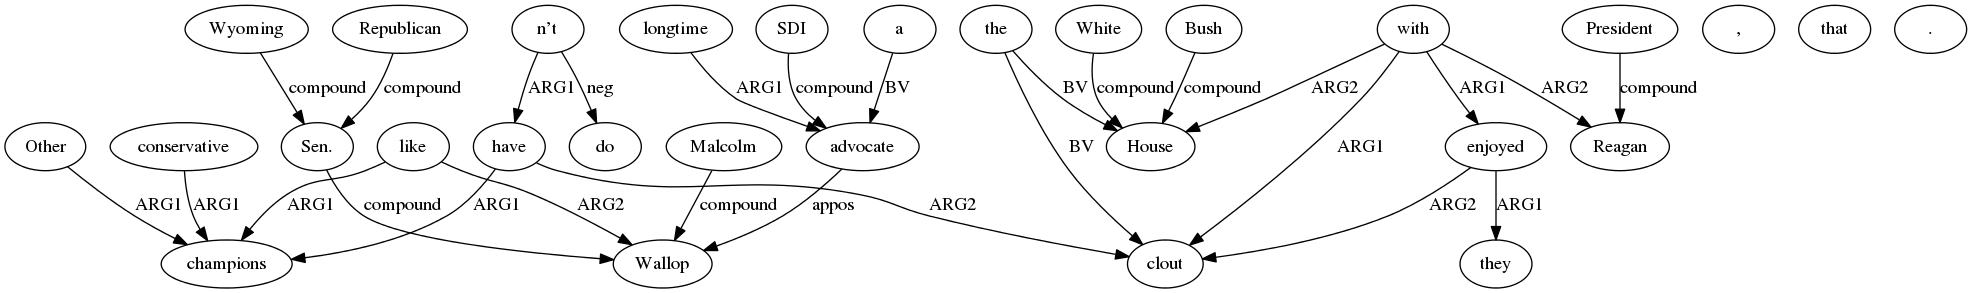 Wyoming Republican n't longtime SDI a the White Bush with President , that .
compound compound ARG1 neg ARG1 compound BV BV compound compound ARG2 ARG1 ARG2 compound
Other conservative Sen. like have do Malcolm advocate House enjoyed Reagan
BV ARG1
ARG1 ARG1 compound ARG1 ARG2 ARG1 compound appos ARG2 ARG2 ARG1
champions Wallop clout they